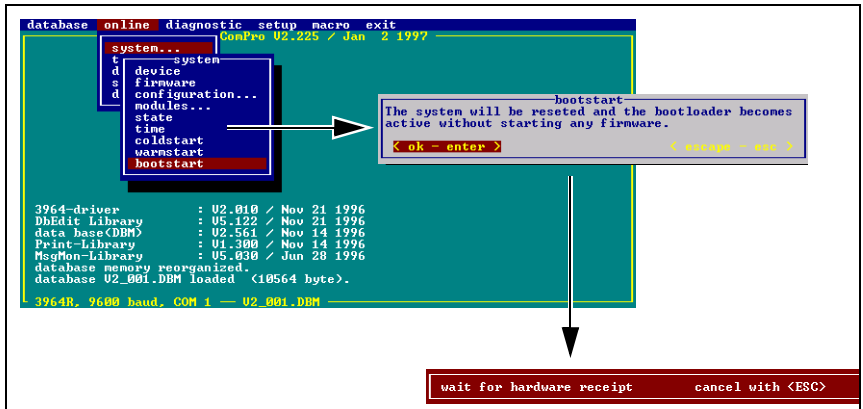 database online diagnostic setup macro exit
ComPro V2.225 / Jan 2 1997
system...
t
d
s
d
system
device
firmware
configuration...
modules...
state
time
coldstart
warmstart
bootstart
bootstart
The system will be reseted and the bootloader becomes
active without starting any firmware.
< ok - enter > < escape - esc >
3964-driver : V2.010 / Nov 21 1996
DbEdit Library : V5.122 / Nov 21 1996
data base(DBM) : V2.561 / Nov 14 1996
Print-Library : V1.300 / Nov 14 1996
MsgMon-Library : V5.030 / Jun 28 1996
database memory reorganized.
database V2_001.DBM loaded (10564 byte).
3964R, 9600 baud, COM 1 — V2_001.DBM
wait for hardware receipt cancel with <ESC>